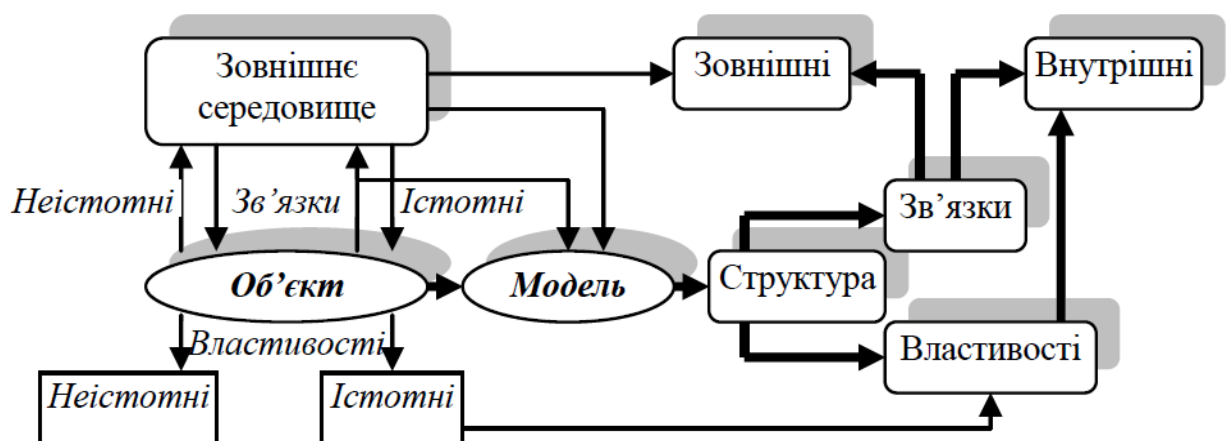 Зовнішнє
середовище
Зовнішні
Внутрішні
Неістотні
Зв’язки
Істотні
Зв’язки
Об’єкт
Модель
Структура
Властивості
Властивості
Неістотні
Істотні